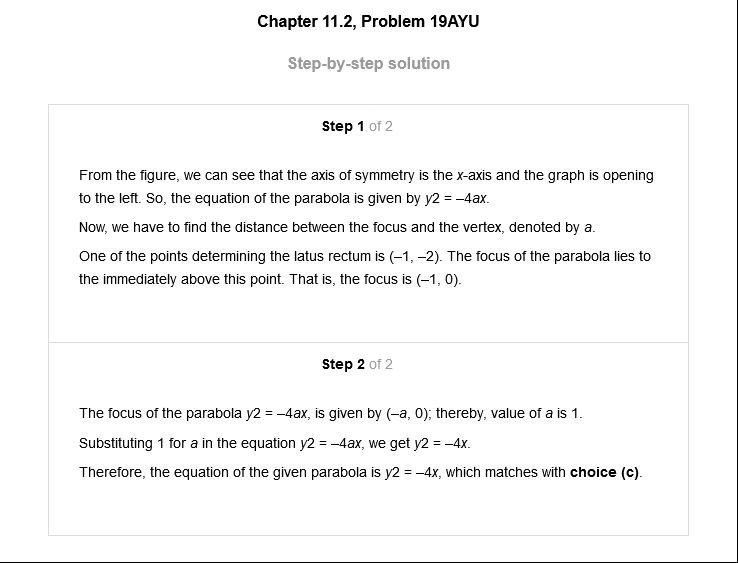 Chapter 11.2, Problem 19AYU
Step-by-step solution
Step 1 of 2
From the figure, we can see that the axis of symmetry is the x-axis and the graph is opening
to the left. So, the equation of the parabola is given by y2 = –4ax.
Now, we have to find the distance between the focus and the vertex, denoted by a.
One of the points determining the latus rectum is (–1, –2). The focus of the parabola lies to
the immediately above this point. That is, the focus is (–1, 0).
Step 2 of 2
The focus of the parabola y2 = –4ax, is given by (–a, 0); thereby, value of a is 1.
Substituting 1 for a in the equation y2 = –4ax, we get y2 = –4x.
Therefore, the equation of the given parabola is y2 = –4x, which matches with choice (c).